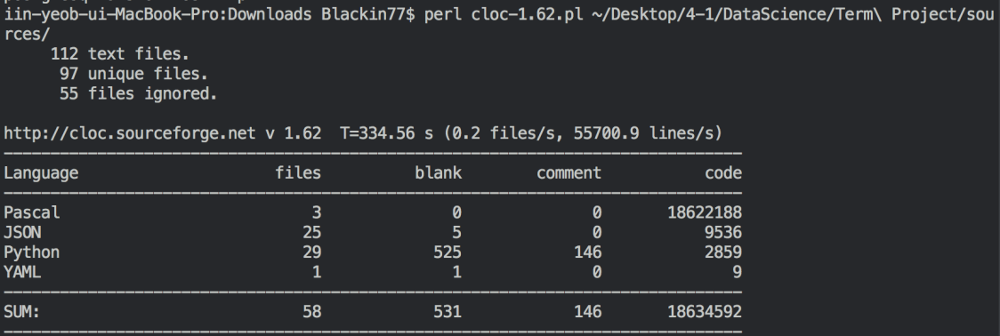 iin-yeob-ui-MacBook-Pro:Downloads Blackin77$ perl cloc-1.62.pl ~/Desktop/4-1/DataScience/Term\ Project/sou
rces/
112 text files.
97 unique files.
55 files ignored.
http://cloc.sourceforge.net v 1.62 T=334.56 s (0.2 files/s, 55700.9 lines/s)
Language files blank comment code
Pascal 3 0 0 18622188
JSON 25 5 0 9536
Python 29 525 146 2859
YAML 1 1 0 9
SUM: 58 531 146 18634592